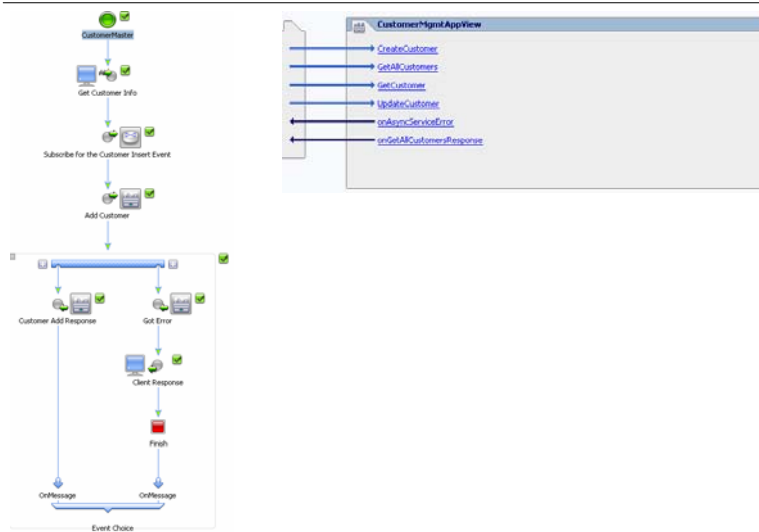 CustomerMaster
Get Customer Info
Subscribe for the Customer Insert Event
Add Customer
Customer Add Response
Got Error
Client Response
Finish
OnMessage
OnMessage
Event Choice
CustomerMgmtAppView
CreateCustomer
GetAllCustomers
GetCustomer
UpdateCustomer
onAsyncServiceError
onGetAllCustomersResponse